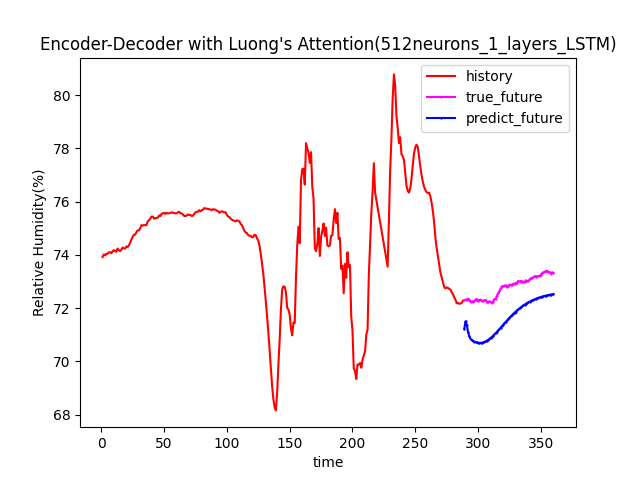 Encoder-Decoder with Luong's Attention(512neurons_1_layers_LSTM)
history
true_future
predict_future
Relative Humidity(%)
80
78
76
74
72
70
68
0 50 100 150 200 250 300 350
time